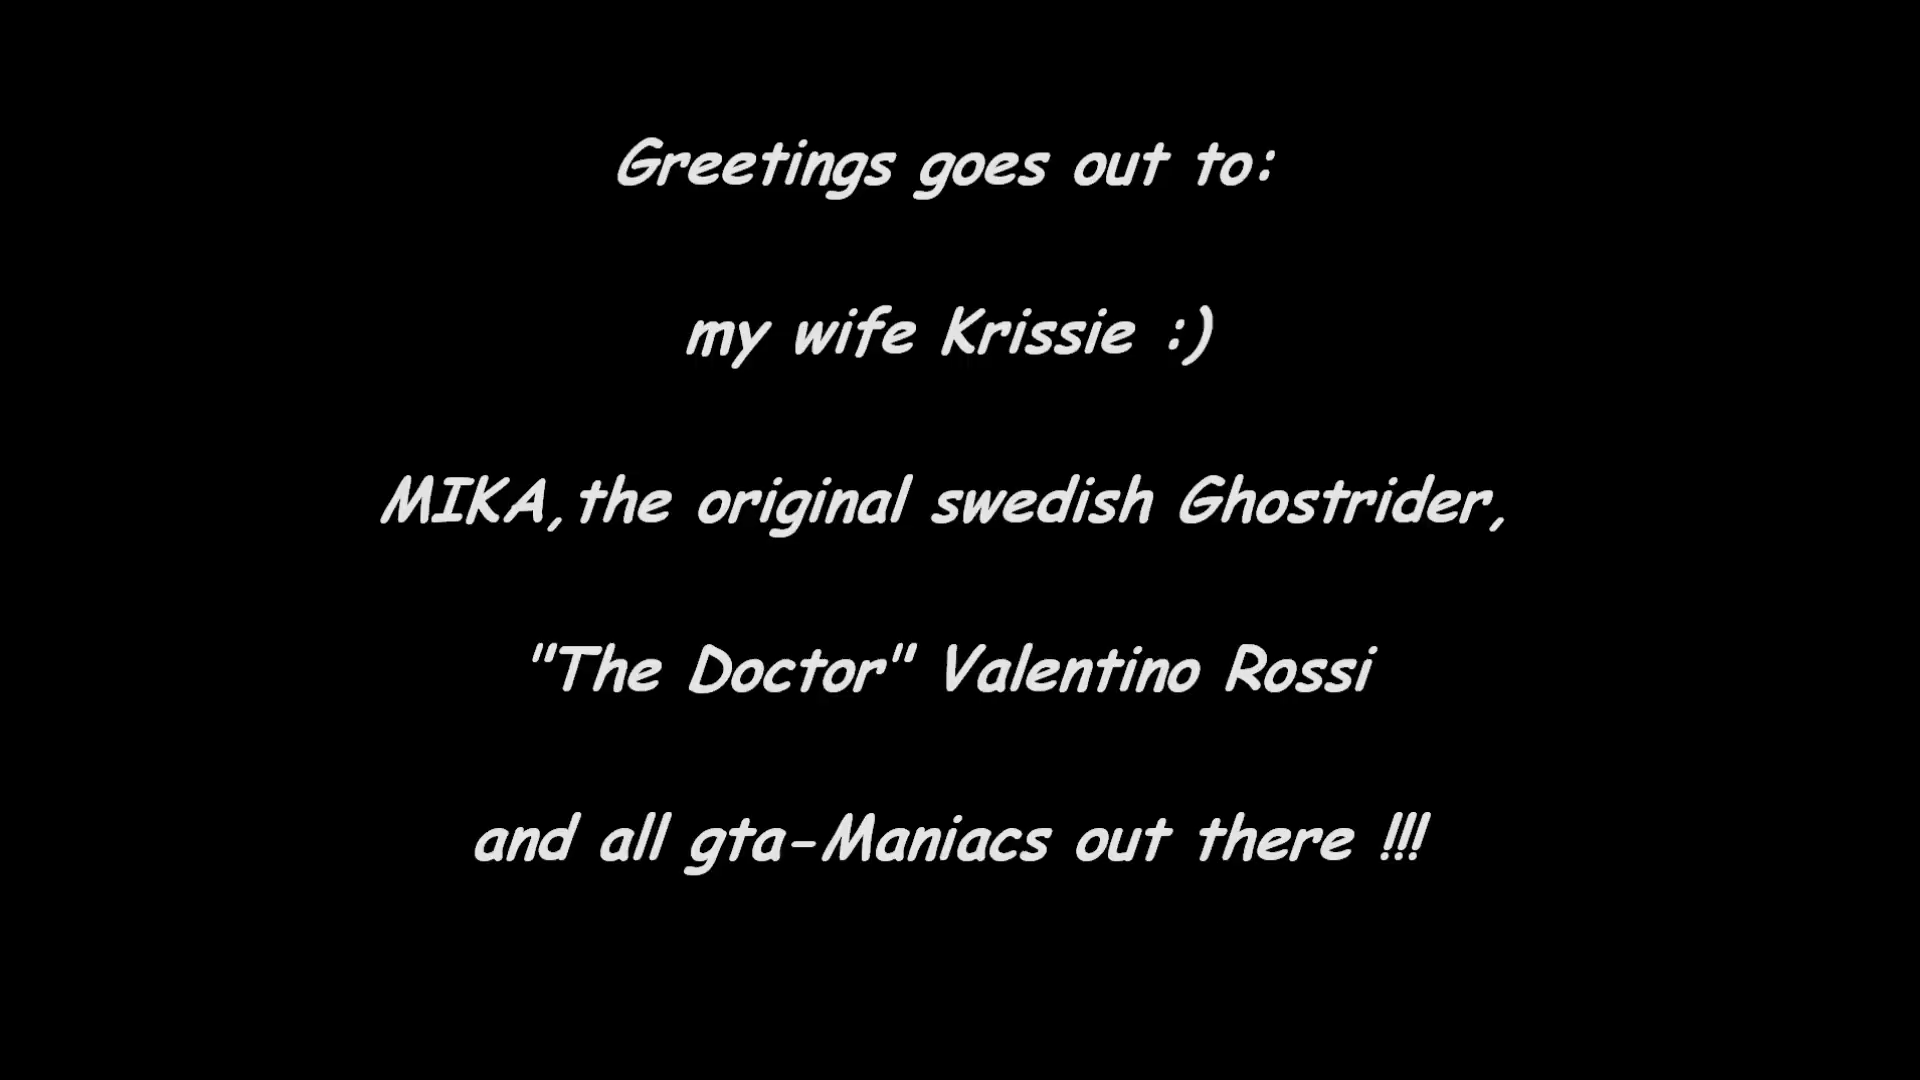 Greetings goes out to:
my wife Krissie :)
MIKA,the original swedish Ghostrider,
"The Doctor" Valentino Rossi
and all gta-Maniacs out there !!!